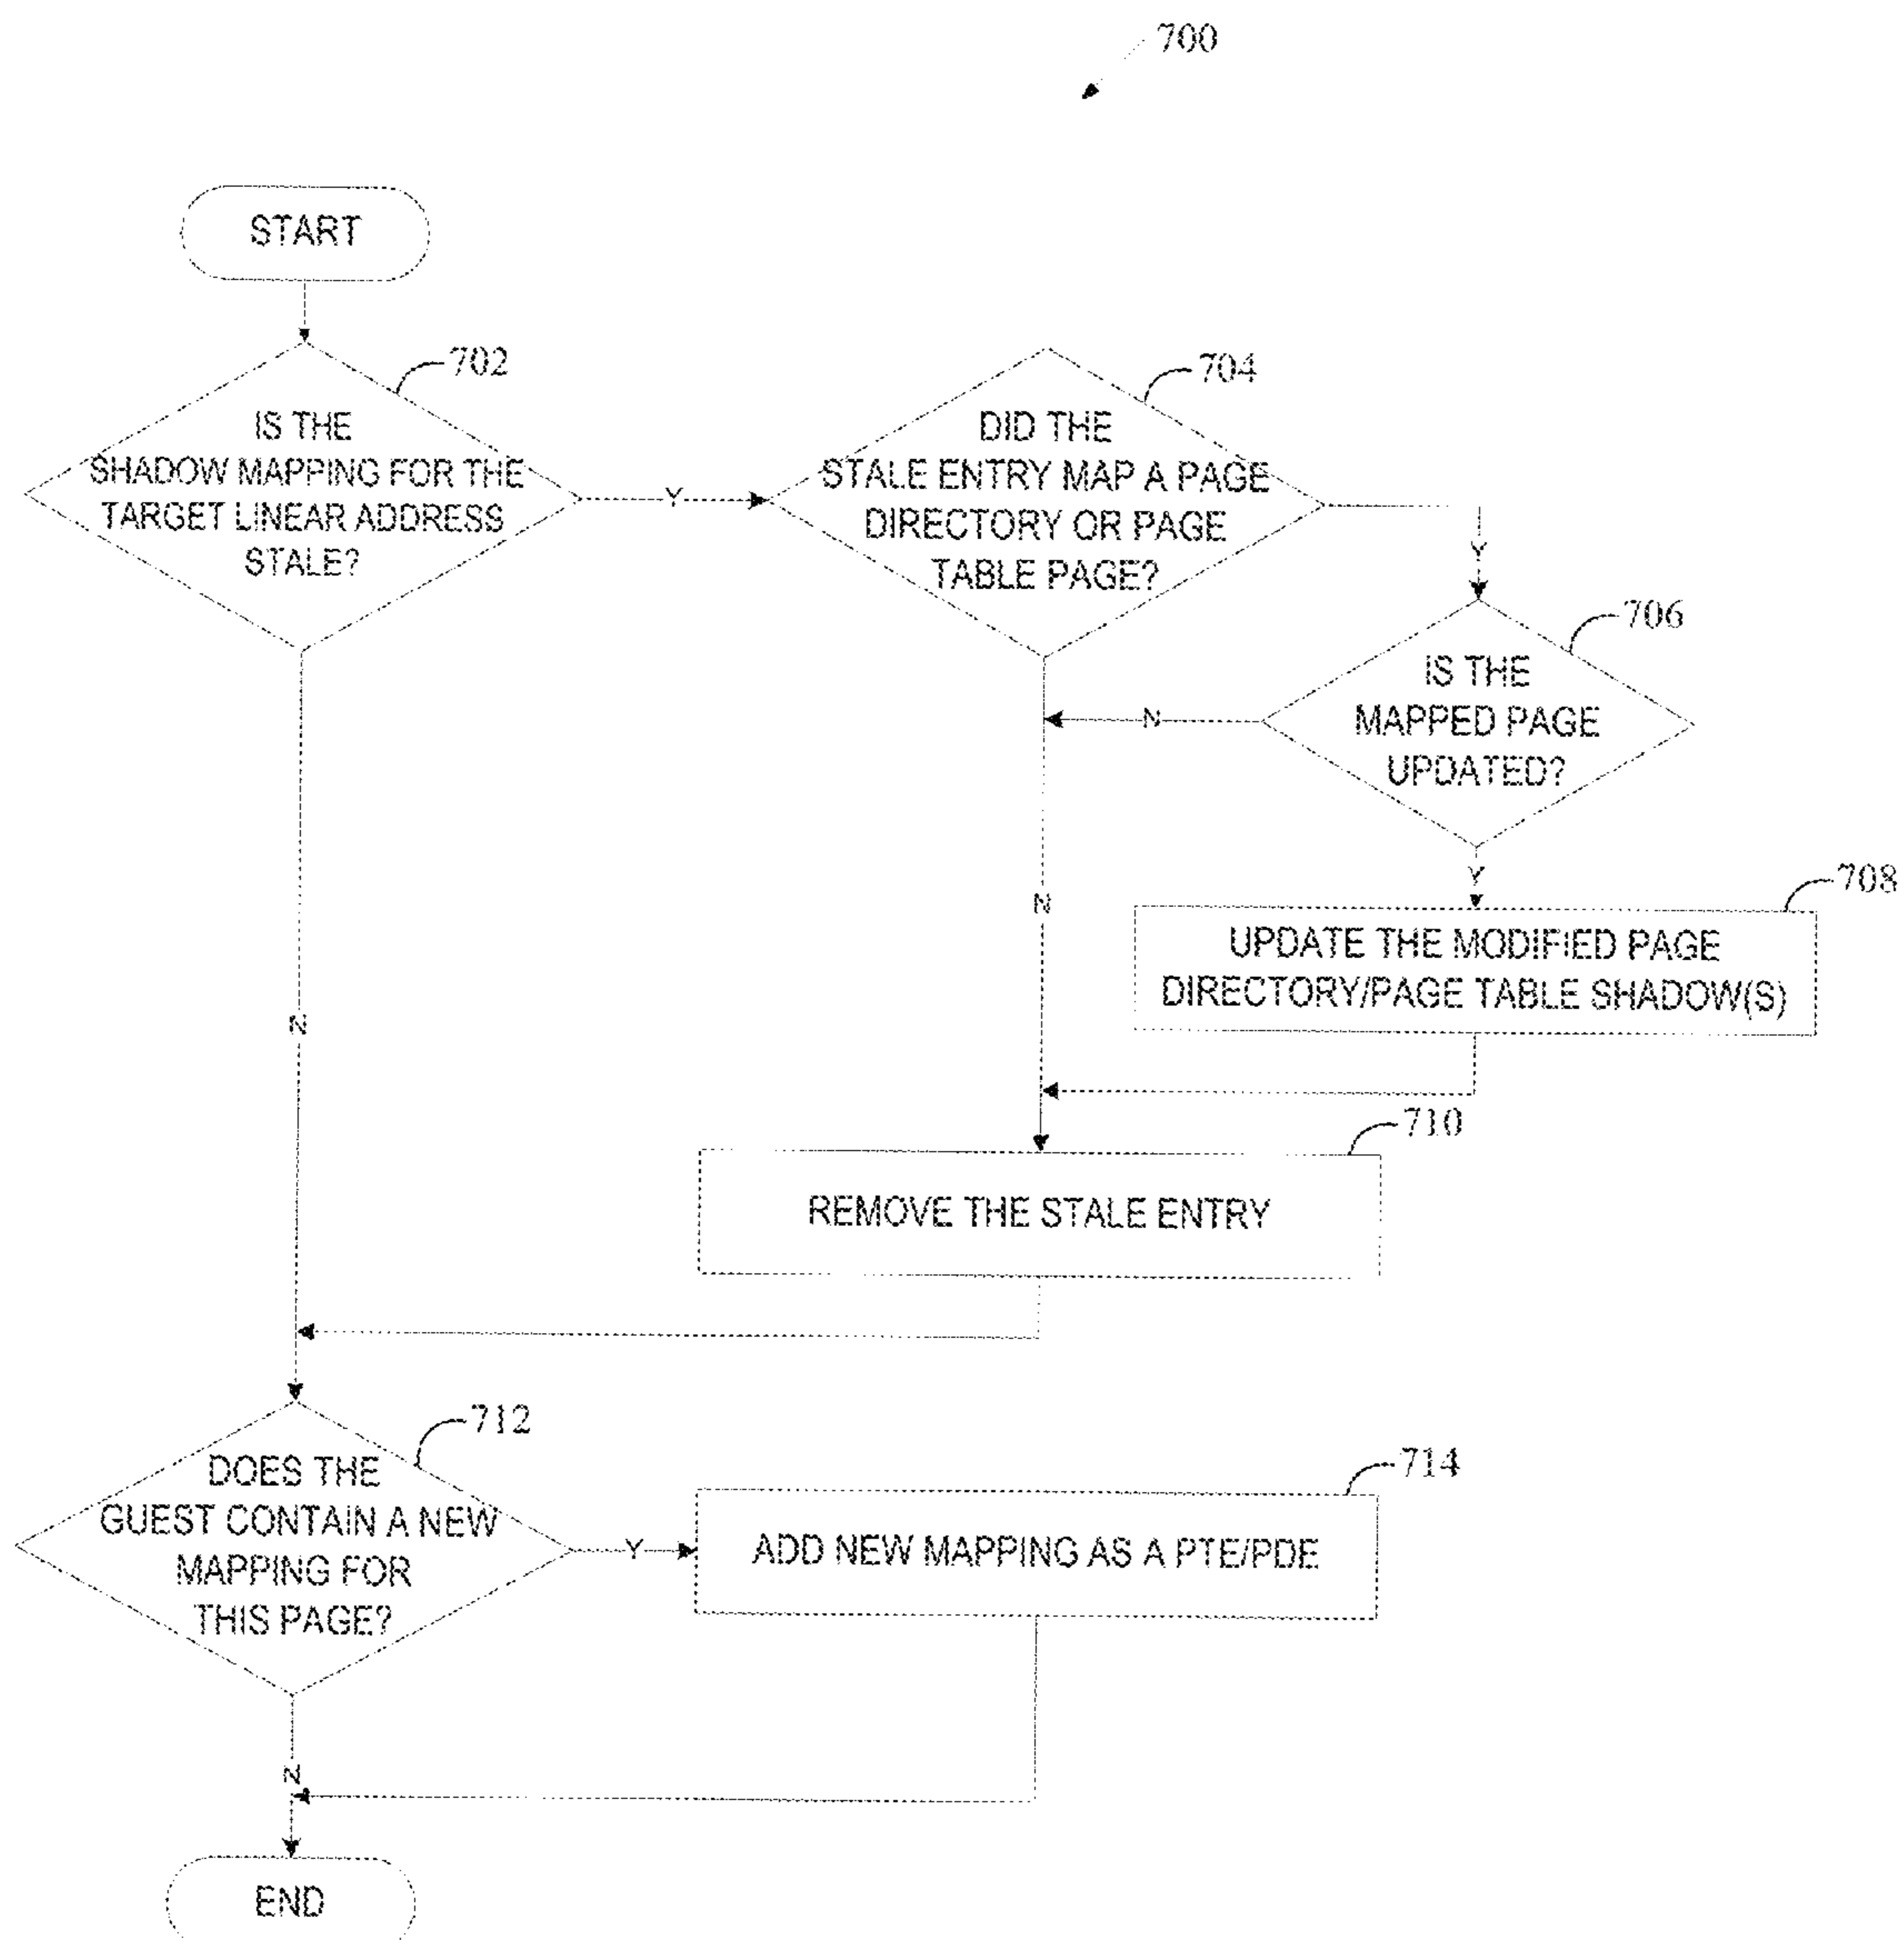 700
START
702
IS THE
SHADOW MAPPING FOR THE
TARGET LINEAR ADDRESS
STALE?
Y
704
DID THE
STALE ENTRY MAP A PAGE
DIRECTORY OR PAGE
TABLE PAGE?
Y
706
IS THE
MAPPED PAGE
UPDATED?
N
Y
708
UPDATE THE MODIFIED PAGE
DIRECTORY/PAGE TABLE SHADOW(S)
N
N
710
REMOVE THE STALE ENTRY
712
DOES THE
GUEST CONTAIN A NEW
MAPPING FOR
THIS PAGE?
Y
714
ADD NEW MAPPING AS A PTE/PDE
N
END